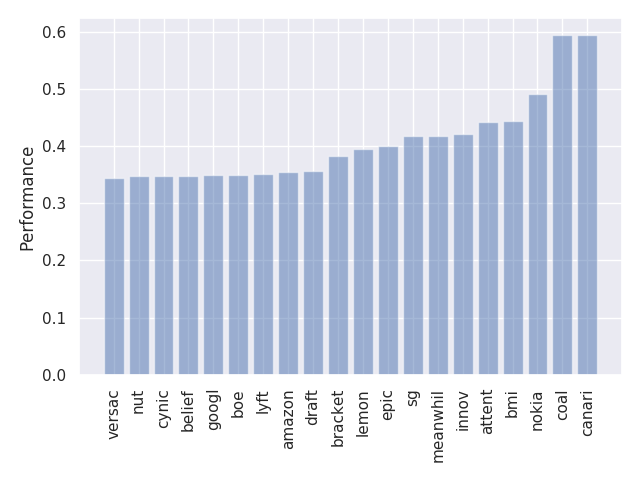 0.6
0.5
0.4
0.3
0.2
0.1
0.0
Performance
versac
nut
cynic
belief
googl
boe
lyft
amazon
draft
bracket
lemon
epic
sg
meanwhil
innov
attent
bmi
nokia
coal
canari